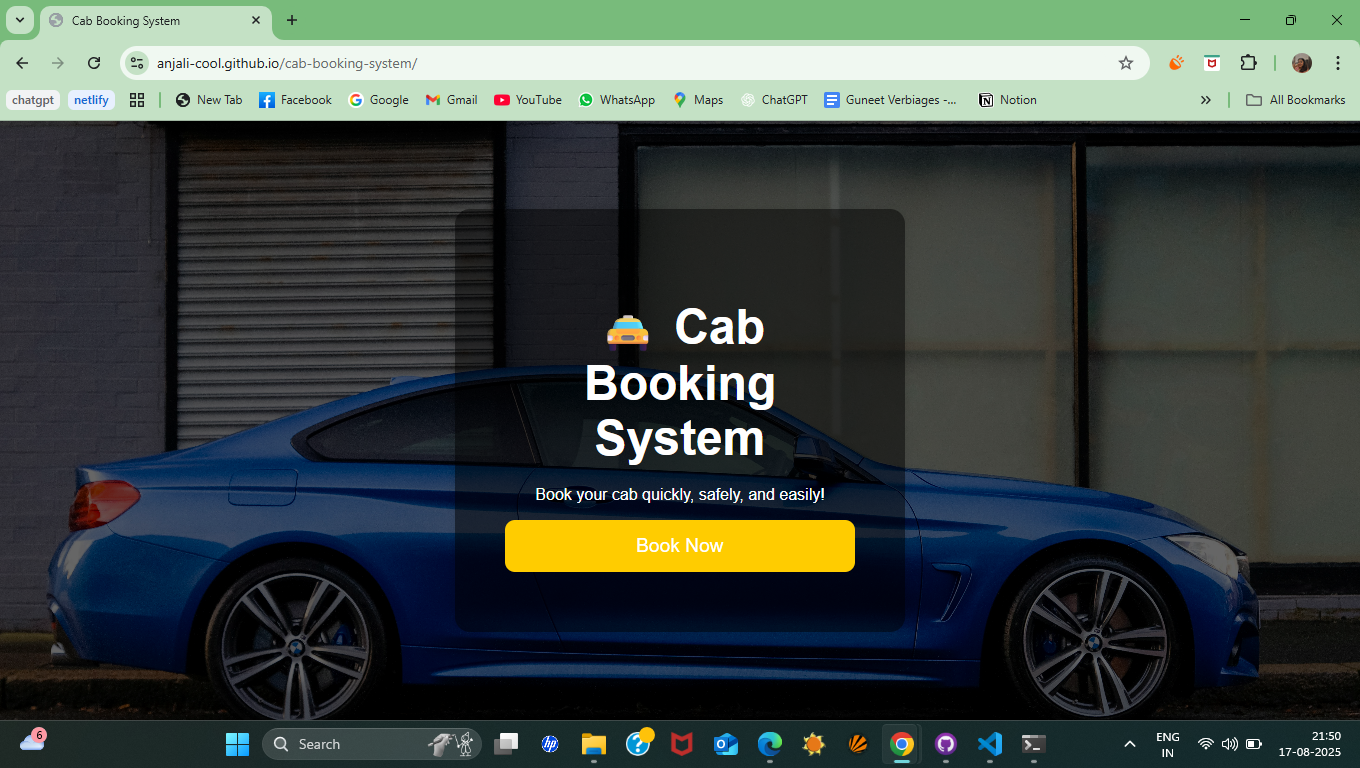 Cab Booking System
anjali-cool.github.io/cab-booking-system/
chatgpt
netlify
New Tab
Facebook
Google
Gmail
YouTube
WhatsApp
Maps
ChatGPT
Guneet Verbiages -...
Notion
All Bookmarks
Cab
Booking
System
Book your cab quickly, safely, and easily!
Book Now
6
Search
hp
ENG
IN
21:50
17-08-2025